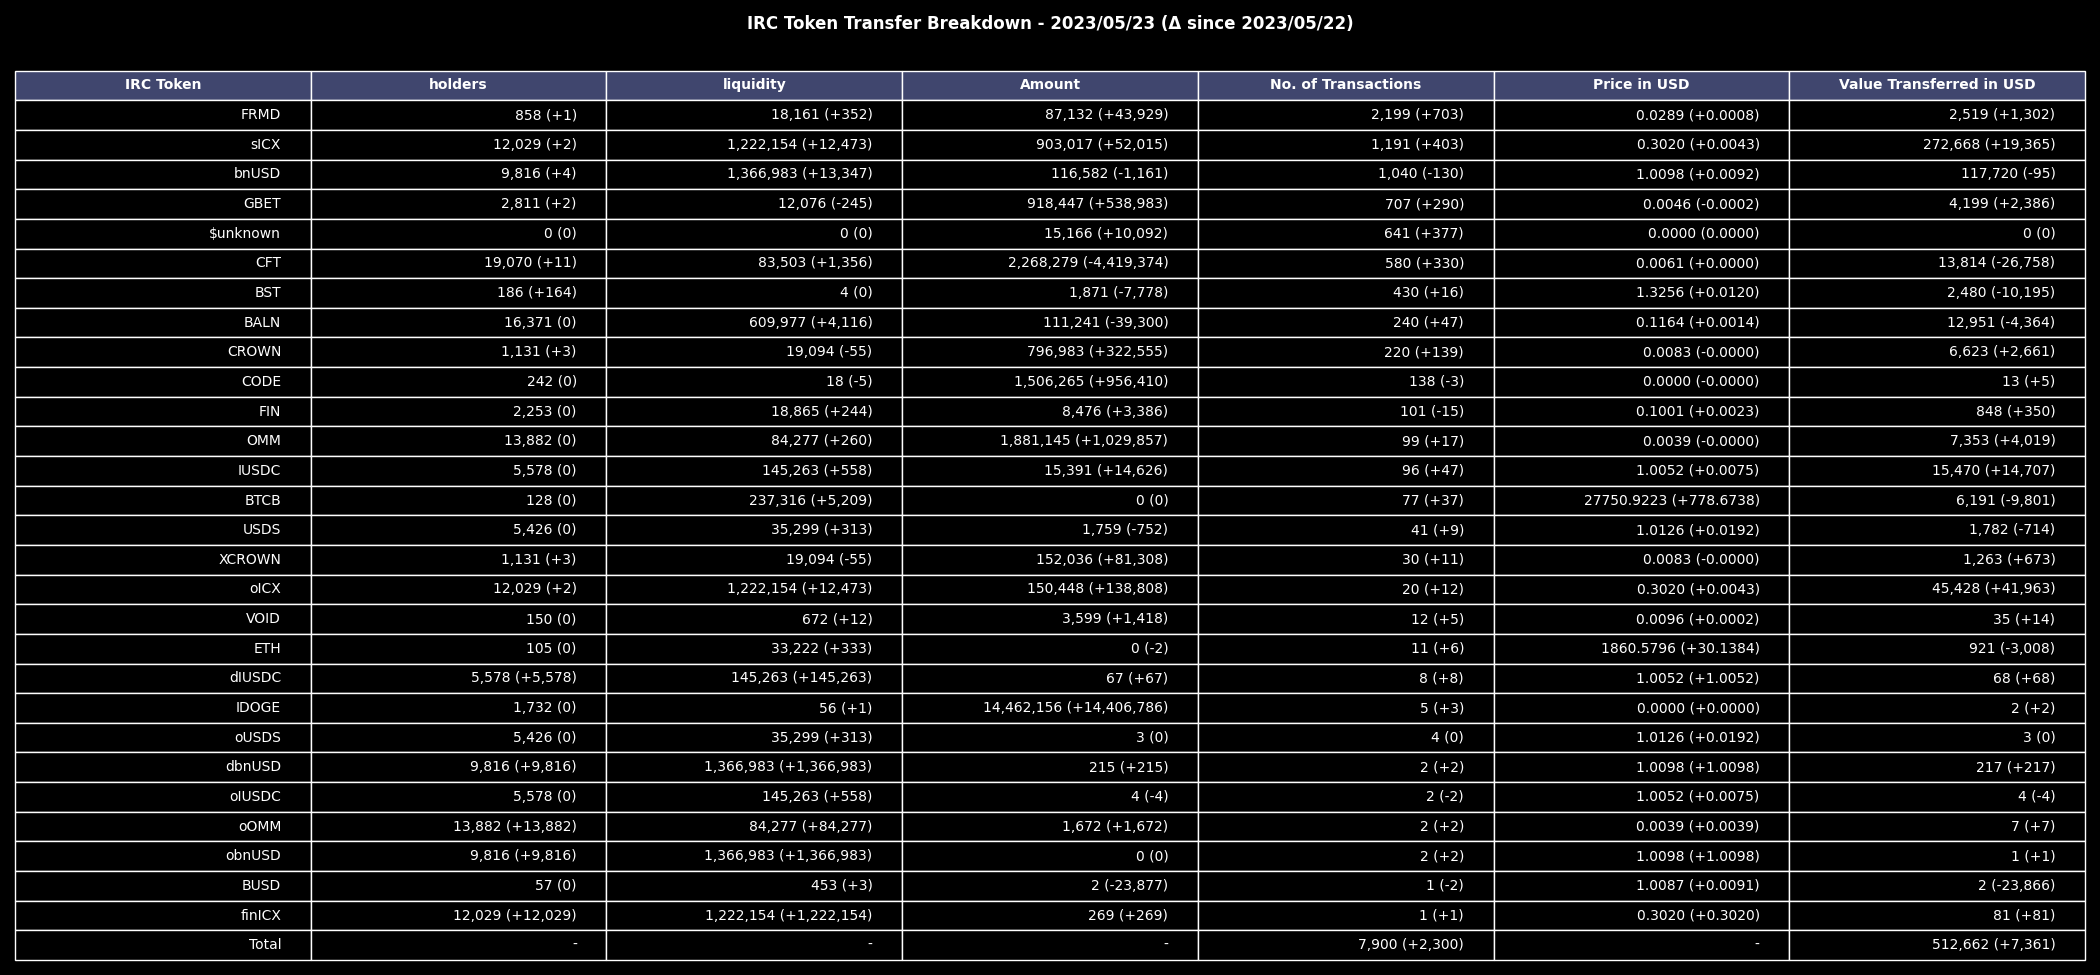 IRC Token Transfer Breakdown - 2023/05/23 (Δ since 2023/05/22)
IRC Token holders liquidity Amount No. of Transactions Price in USD Value Transferred in USD
FRMD 858 (+1) 18,161 (+352) 87,132 (+43,929) 2,199 (+703) 0.0289 (+0.0008) 2,519 (+1,302)
sICX 12,029 (+2) 1,222,154 (+12,473) 903,017 (+52,015) 1,191 (+403) 0.3020 (+0.0043) 272,668 (+19,365)
bnUSD 9,816 (+4) 1,366,983 (+13,347) 116,582 (-1,161) 1,040 (-130) 1.0098 (+0.0092) 117,720 (-95)
GBET 2,811 (+2) 12,076 (-245) 918,447 (+538,983) 707 (+290) 0.0046 (-0.0002) 4,199 (+2,386)
$unknown 0 (0) 0 (0) 15,166 (+10,092) 641 (+377) 0.0000 (0.0000) 0 (0)
CFT 19,070 (+11) 83,503 (+1,356) 2,268,279 (-4,419,374) 580 (+330) 0.0061 (+0.0000) 13,814 (-26,758)
BST 186 (+164) 4 (0) 1,871 (-7,778) 430 (+16) 1.3256 (+0.0120) 2,480 (-10,195)
BALN 16,371 (0) 609,977 (+4,116) 111,241 (-39,300) 240 (+47) 0.1164 (+0.0014) 12,951 (-4,364)
CROWN 1,131 (+3) 19,094 (-55) 796,983 (+322,555) 220 (+139) 0.0083 (-0.0000) 6,623 (+2,661)
CODE 242 (0) 18 (-5) 1,506,265 (+956,410) 138 (-3) 0.0000 (-0.0000) 13 (+5)
FIN 2,253 (0) 18,865 (+244) 8,476 (+3,386) 101 (-15) 0.1001 (+0.0023) 848 (+350)
OMM 13,882 (0) 84,277 (+260) 1,881,145 (+1,029,857) 99 (+17) 0.0039 (-0.0000) 7,353 (+4,019)
IUSDC 5,578 (0) 145,263 (+558) 15,391 (+14,626) 96 (+47) 1.0052 (+0.0075) 15,470 (+14,707)
BTCB 128 (0) 237,316 (+5,209) 0 (0) 77 (+37) 27750.9223 (+778.6738) 6,191 (-9,801)
USDS 5,426 (0) 35,299 (+313) 1,759 (-752) 41 (+9) 1.0126 (+0.0192) 1,782 (-714)
XCROWN 1,131 (+3) 19,094 (-55) 152,036 (+81,308) 30 (+11) 0.0083 (-0.0000) 1,263 (+673)
oICX 12,029 (+2) 1,222,154 (+12,473) 150,448 (+138,808) 20 (+12) 0.3020 (+0.0043) 45,428 (+41,963)
VOID 150 (0) 672 (+12) 3,599 (+1,418) 12 (+5) 0.0096 (+0.0002) 35 (+14)
ETH 105 (0) 33,222 (+333) 0 (-2) 11 (+6) 1860.5796 (+30.1384) 921 (-3,008)
dIUSDC 5,578 (+5,578) 145,263 (+145,263) 67 (+67) 8 (+8) 1.0052 (+1.0052) 68 (+68)
IDOGE 1,732 (0) 56 (+1) 14,462,156 (+14,406,786) 5 (+3) 0.0000 (+0.0000) 2 (+2)
oUSDS 5,426 (0) 35,299 (+313) 3 (0) 4 (0) 1.0126 (+0.0192) 3 (0)
dbnUSD 9,816 (+9,816) 1,366,983 (+1,366,983) 215 (+215) 2 (+2) 1.0098 (+1.0098) 217 (+217)
oIUSDC 5,578 (0) 145,263 (+558) 4 (-4) 2 (-2) 1.0052 (+0.0075) 4 (-4)
oOMM 13,882 (+13,882) 84,277 (+84,277) 1,672 (+1,672) 2 (+2) 0.0039 (+0.0039) 7 (+7)
obnUSD 9,816 (+9,816) 1,366,983 (+1,366,983) 0 (0) 2 (+2) 1.0098 (+1.0098) 1 (+1)
BUSD 57 (0) 453 (+3) 2 (-23,877) 1 (-2) 1.0087 (+0.0091) 2 (-23,866)
finICX 12,029 (+12,029) 1,222,154 (+1,222,154) 269 (+269) 1 (+1) 0.3020 (+0.3020) 81 (+81)
Total - - - 7,900 (+2,300) - 512,662 (+7,361)